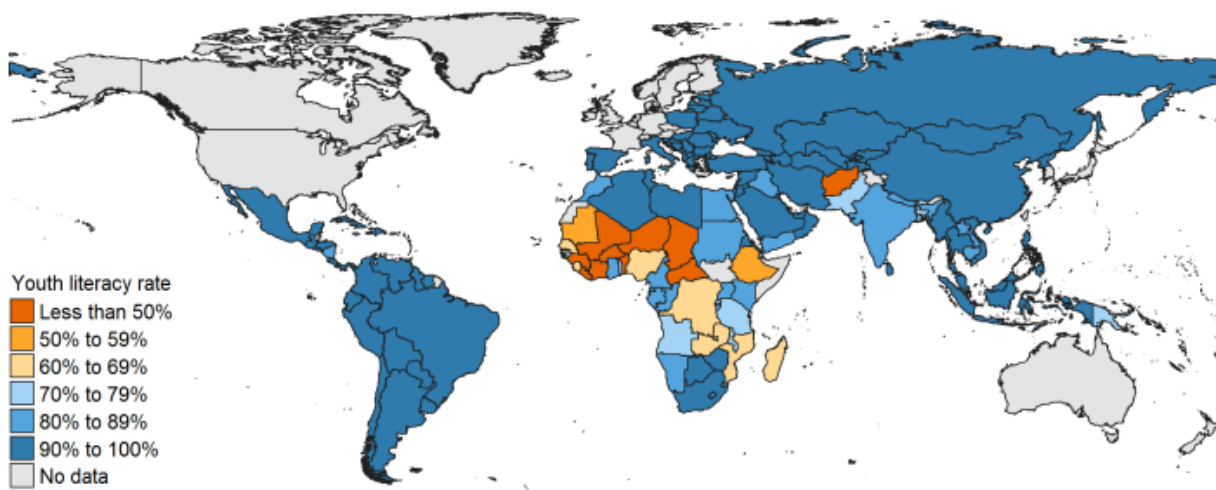 Youth literacy rate
Less than 50%
50% to 59%
60% to 69%
70% to 79%
80% to 89%
90% to 100%
No data